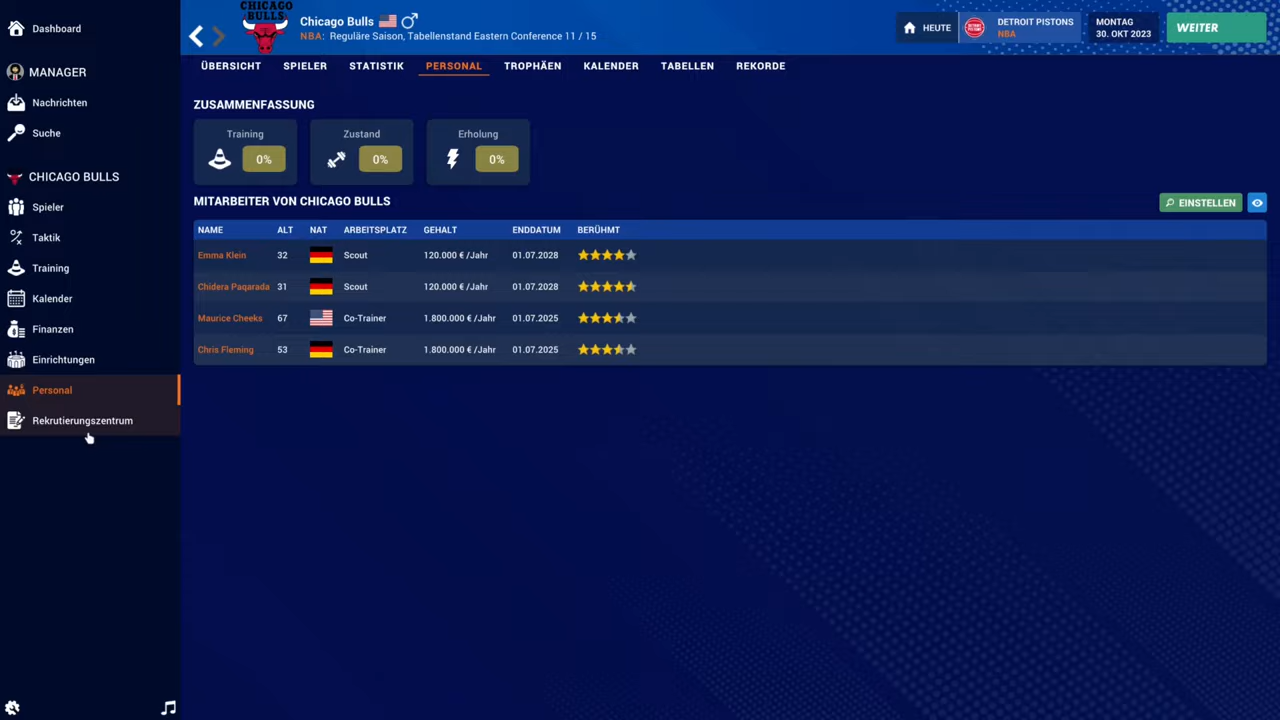 Dashboard
MANAGER
Nachrichten
Suche
CHICAGO BULLS
Spieler
Taktik
Training
Kalender
Finanzen
Einrichtungen
Personal
Rekrutierungszentrum
CHICAGO
BULLS
Chicago Bulls
NBA: Reguläre Saison, Tabellenstand Eastern Conference 11 / 15
HEUTE
DETROIT PISTONS
NBA
MONTAG
30. OKT 2023
WEITER
ÜBERSICHT SPIELER STATISTIK PERSONAL TROPHÄEN KALENDER TABELLEN REKORDE
ZUSAMMENFASSUNG
Training Zustand Erholung
0% 0% 0%
MITARBEITER VON CHICAGO BULLS
EINSTELLEN
NAME ALT NAT ARBEITSPLATZ GEHALT ENDDATUM BERÜHMT
Emma Klein 32 Scout 120.000 € /Jahr 01.07.2028
Chidera Paqarada 31 Scout 120.000 € /Jahr 01.07.2028
Maurice Cheeks 67 Co-Trainer 1.800.000 € /Jahr 01.07.2025
Chris Fleming 53 Co-Trainer 1.800.000 € /Jahr 01.07.2025